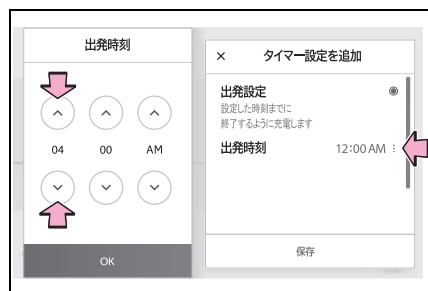 出発時刻
04 00 AM
OK
× タイマー設定を追加
出発設定
設定した時刻までに
終了するように充電します
出発時刻 12:00 AM
保存